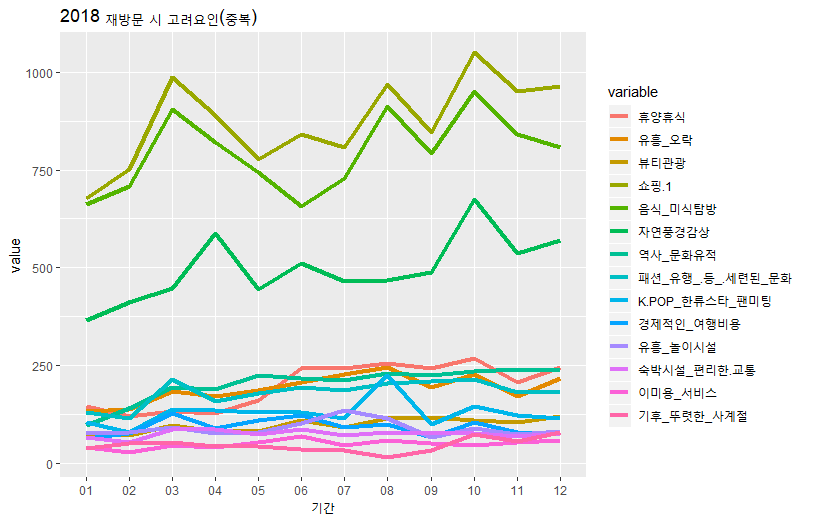 2018 재방문 시 고려요인(중복)
value
1000
750
500
250
0
01 02 03 04 05 06 07 08 09 10 11 12
기간
variable
휴양휴식
유흥_오락
뷰티관광
쇼핑.1
음식_미식탐방
자연풍경감상
역사_문화유적
패션_유행_.등_.세련된_문화
K.POP_한류스타_팬미팅
경제적인_여행비용
유흥_놀이시설
숙박시설_편리한.교통
이미용_서비스
기후_뚜렷한_사계절